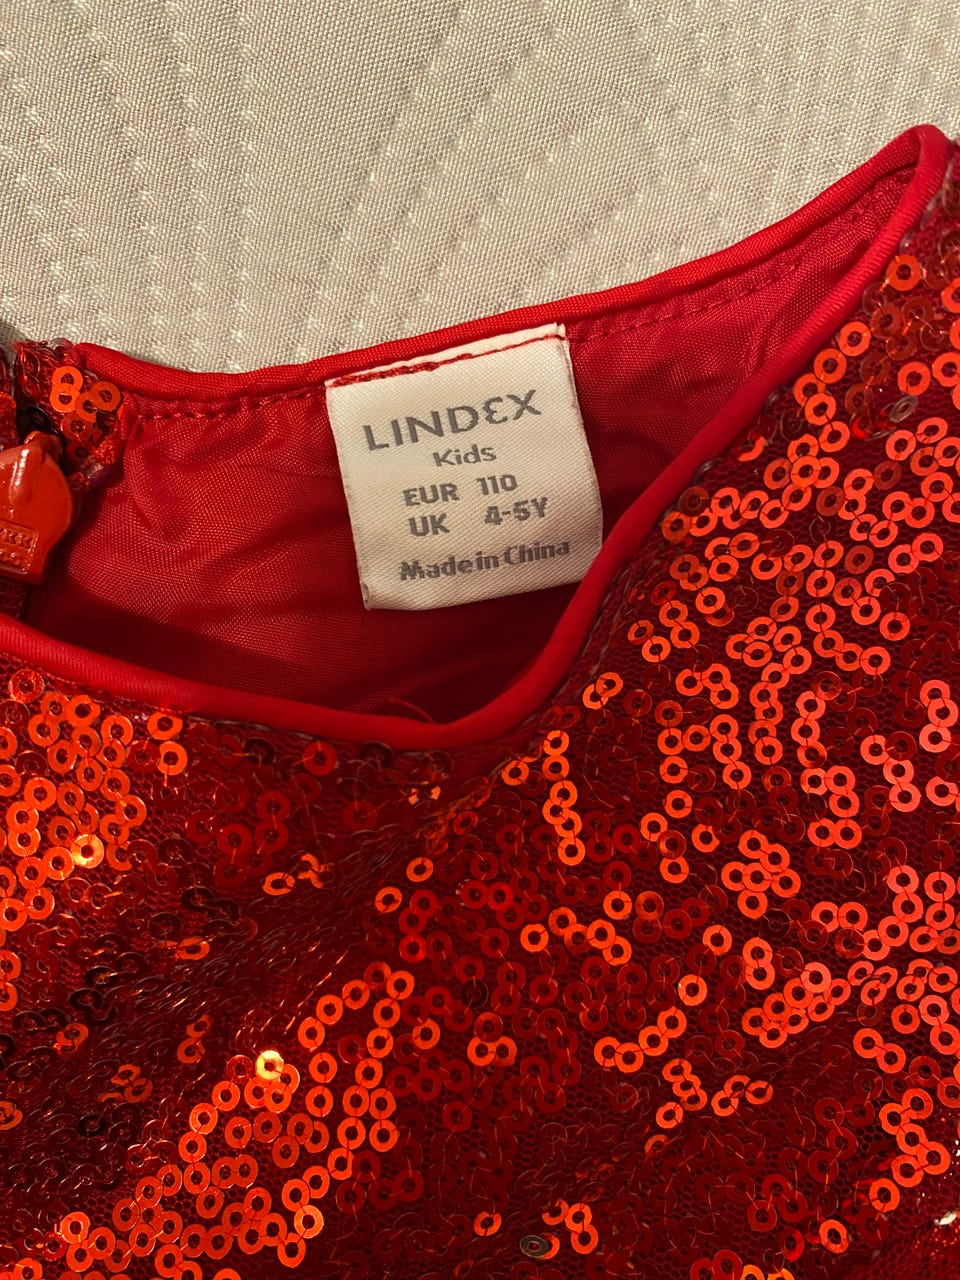 LINDEX
Kids
EUR 110
UK 4-5Y
Made in China